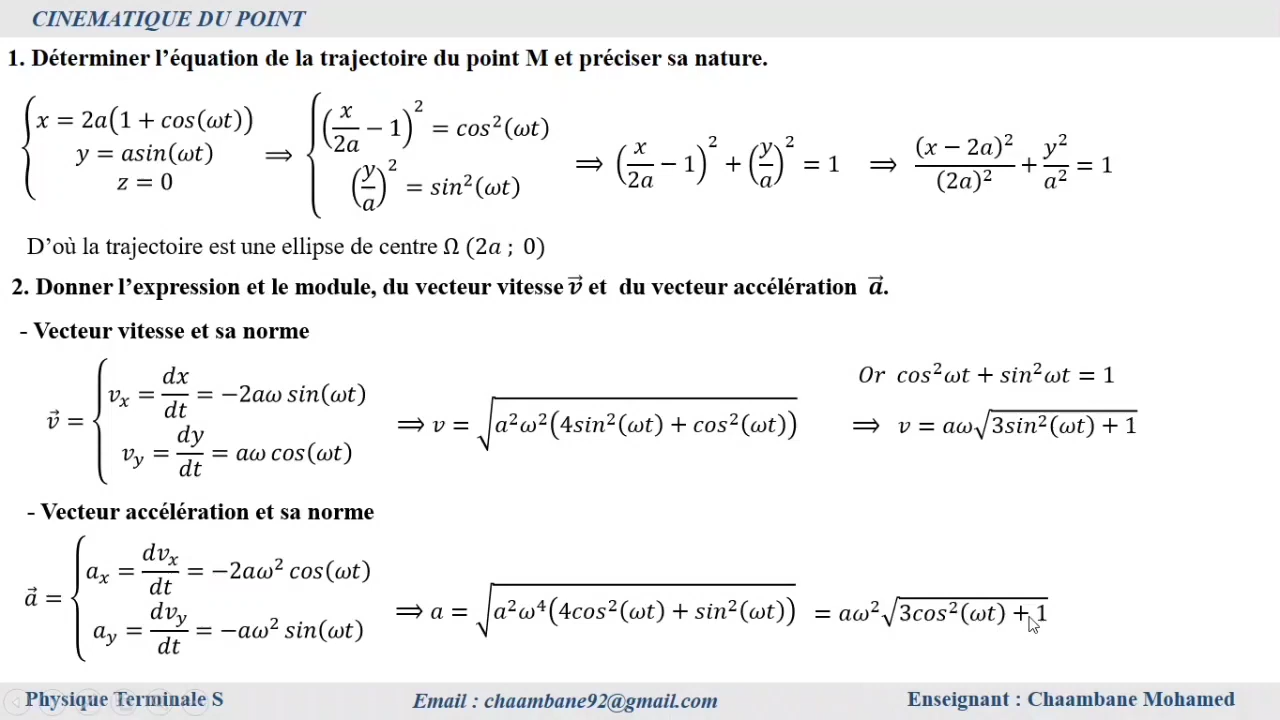 CINEMATIQUE DU POINT
1. Déterminer l’équation de la trajectoire du point M et préciser sa nature.
{ x = 2a(1 + cos(ωt)) ; y = asin(ωt) ; z = 0 ⟹ { (x/2a − 1)² = cos²(ωt) ; (y/a)² = sin²(ωt) ⟹ (x/2a − 1)² + (y/a)² = 1 ⟹ (x − 2a)²/(2a)² + y²/a² = 1
D’où la trajectoire est une ellipse de centre Ω (2a ; 0)
2. Donner l’expression et le module, du vecteur vitesse v⃗ et du vecteur accélération a⃗.
- Vecteur vitesse et sa norme
Or cos²ωt + sin²ωt = 1
v⃗ = { vₓ = dx/dt = −2aω sin(ωt) ; v_y = dy/dt = aω cos(ωt) ⟹ v = √(a²ω²(4sin²(ωt) + cos²(ωt))) ⟹ v = aω√(3sin²(ωt) + 1)
- Vecteur accélération et sa norme
a⃗ = { aₓ = dvₓ/dt = −2aω² cos(ωt) ; a_y = dv_y/dt = −aω² sin(ωt) ⟹ a = √(a²ω⁴(4cos²(ωt) + sin²(ωt))) = aω²√(3cos²(ωt) + 1)
Physique Terminale S
Email : chaambane92@gmail.com
Enseignant : Chaambane Mohamed